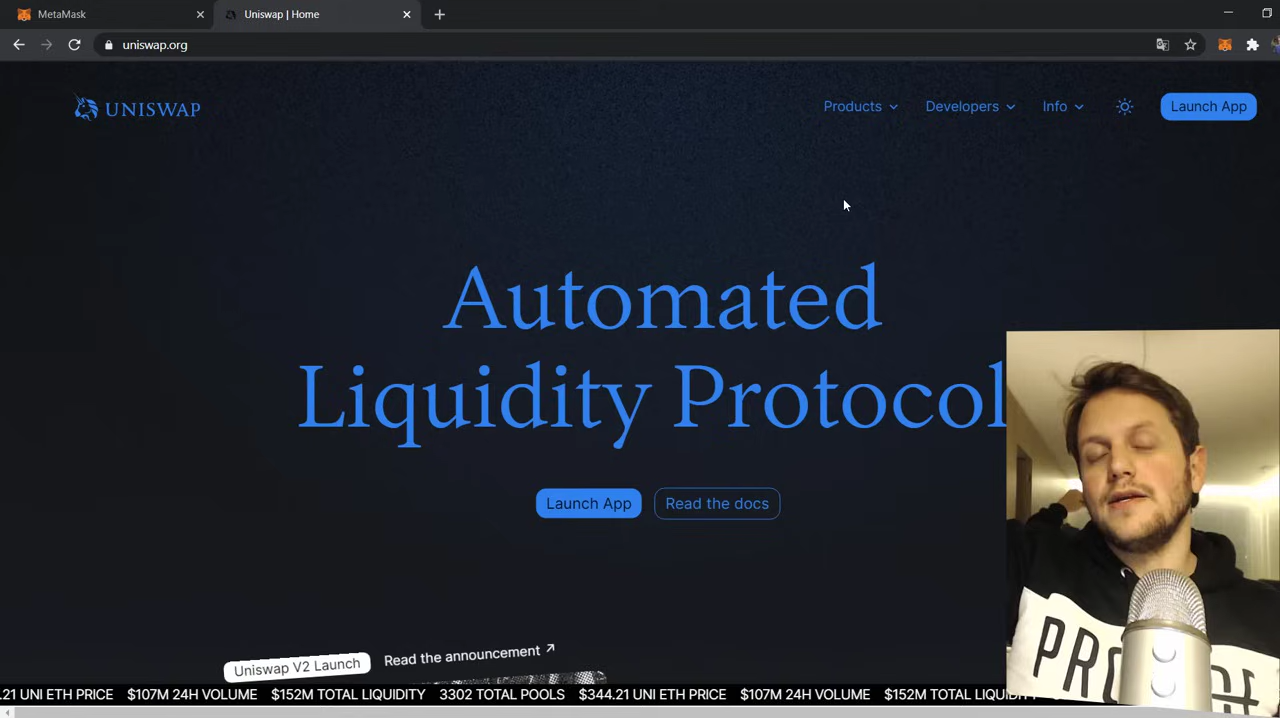 MetaMask
Uniswap | Home
uniswap.org
UNISWAP
Products
Developers
Info
Launch App
Automated
Liquidity Protocol
Launch App
Read the docs
Uniswap V2 Launch
Read the announcement ↗
.21 UNI ETH PRICE $107M 24H VOLUME $152M TOTAL LIQUIDITY 3302 TOTAL POOLS $344.21 UNI ETH PRICE $107M 24H VOLUME $152M TOTAL